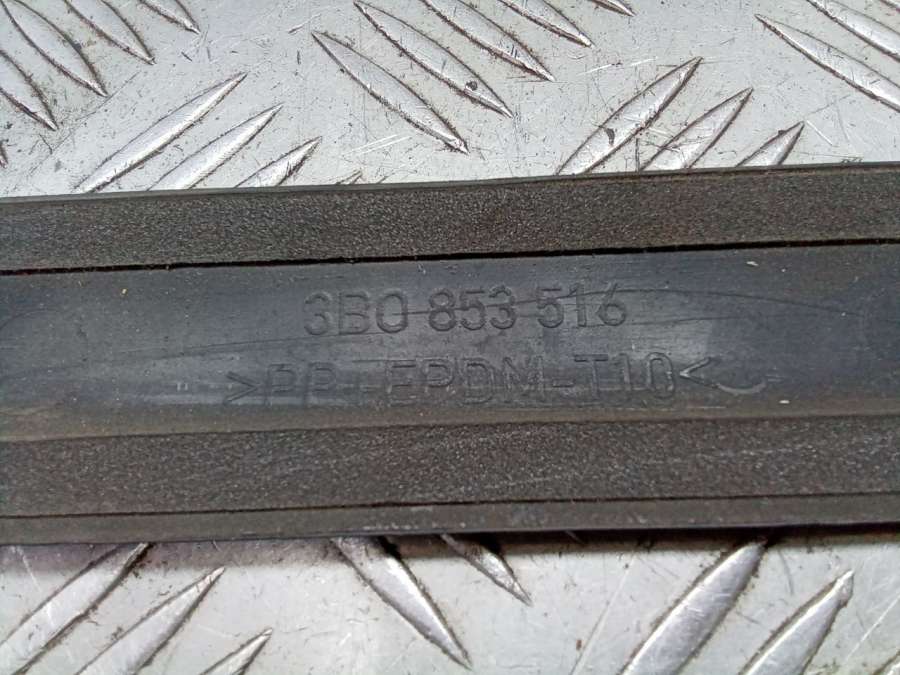 3B0 853 516
>PP+EPDM-T10<